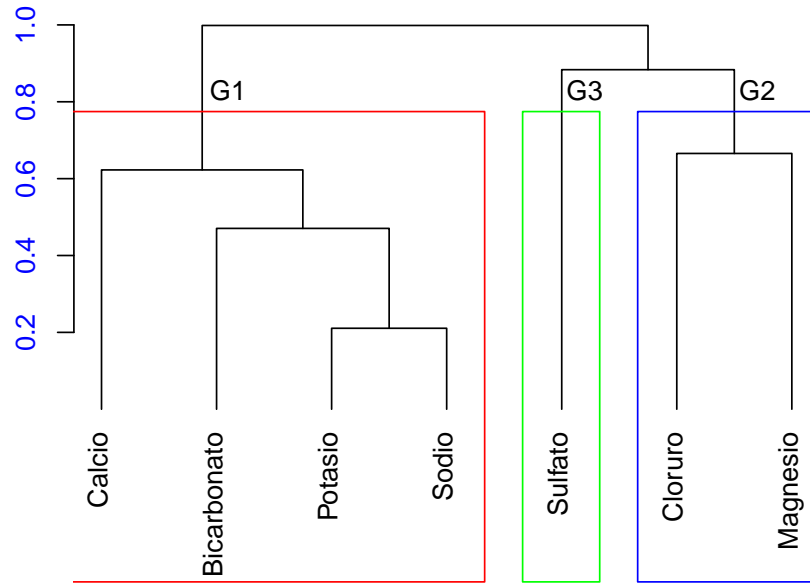 1.0
0.8
0.6
0.4
0.2
G1
G3
G2
Calcio
Bicarbonato
Potasio
Sodio
Sulfato
Cloruro
Magnesio